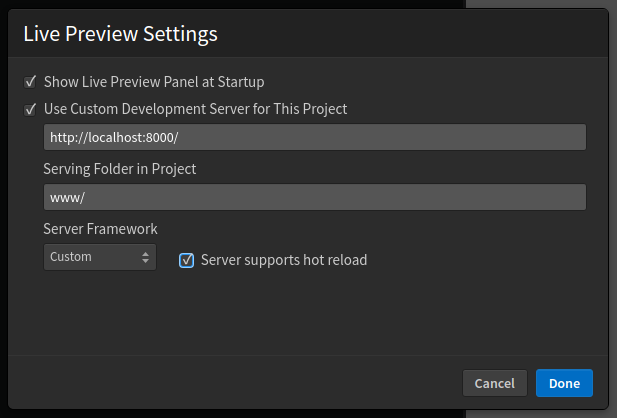 Live Preview Settings
Show Live Preview Panel at Startup
Use Custom Development Server for This Project
http://localhost:8000/
Serving Folder in Project
www/
Server Framework
Custom
Server supports hot reload
Cancel
Done